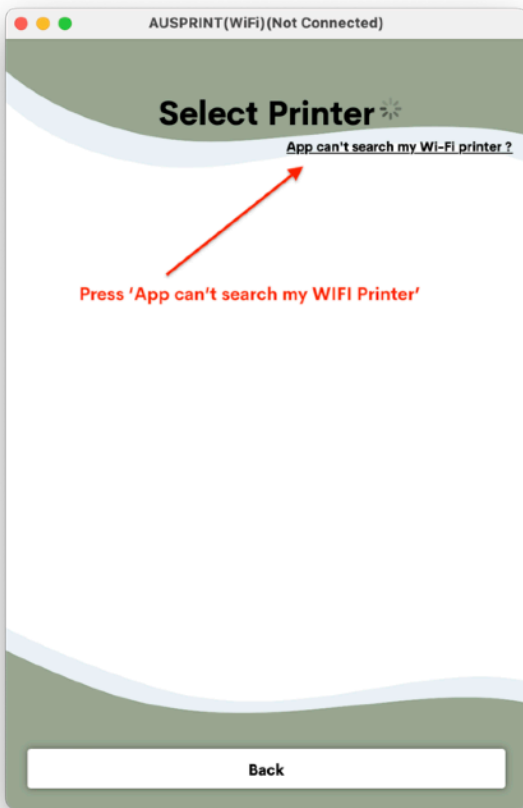 AUSPRINT(WiFi)(Not Connected)
Select Printer
App can't search my Wi-Fi printer ?
Press ‘App can't search my WIFI Printer’
Back